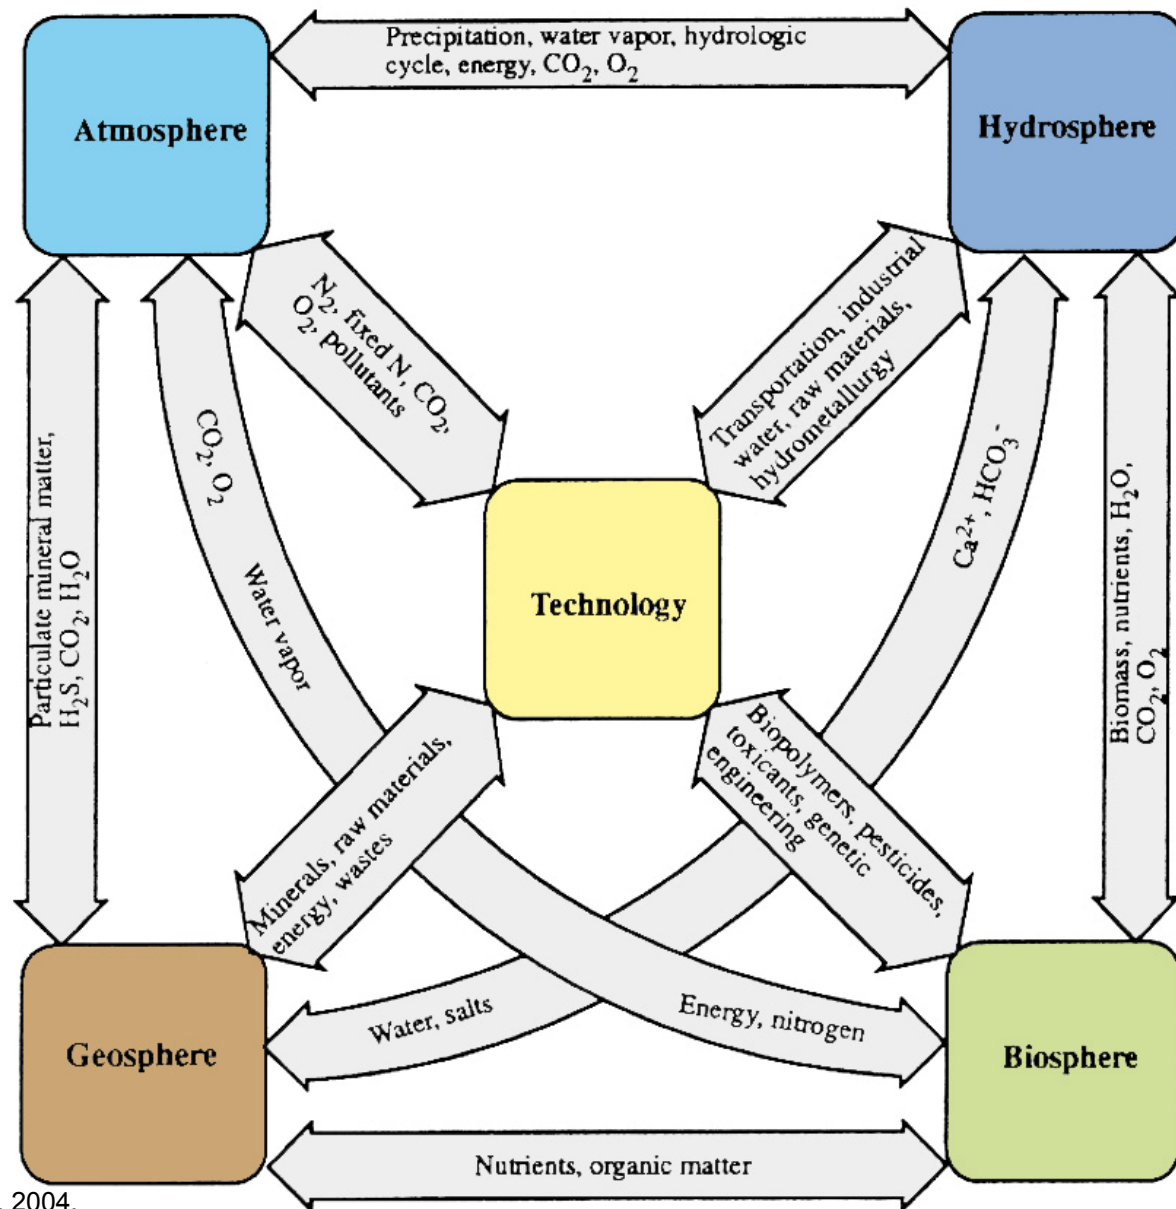 Precipitation, water vapor, hydrologic
cycle, energy, CO₂, O₂
Atmosphere
Hydrosphere
N₂, fixed N, CO₂,
O₂, pollutants
Transportation, industrial
water, raw materials,
hydrometallurgy
Particulate mineral matter,
H₂S, CO₂, H₂O
CO₂, O₂
Water vapor
Ca²⁺, HCO₃⁻
Biomass, nutrients, H₂O,
CO₂, O₂
Technology
Minerals, raw materials,
energy, wastes
Biopolymers, pesticides,
toxicants, genetic
engineering
Water, salts
Energy, nitrogen
Geosphere
Biosphere
Nutrients, organic matter
2004.